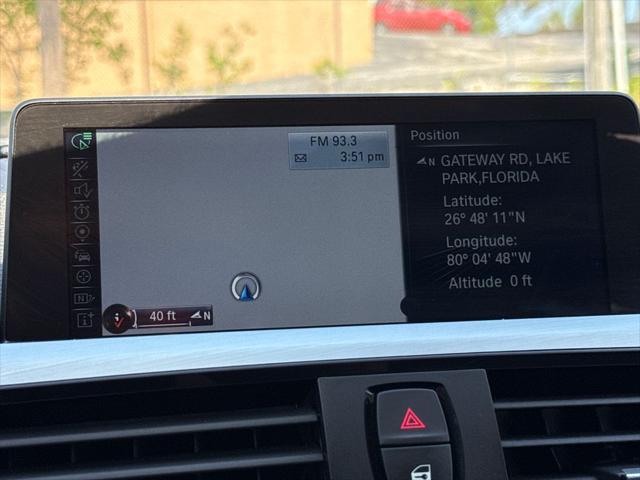 FM 93.3
3:51 pm
Position
N GATEWAY RD, LAKE
PARK,FLORIDA
Latitude:
26° 48' 11"N
Longitude:
80° 04' 48"W
Altitude 0 ft
N
i
40 ft N